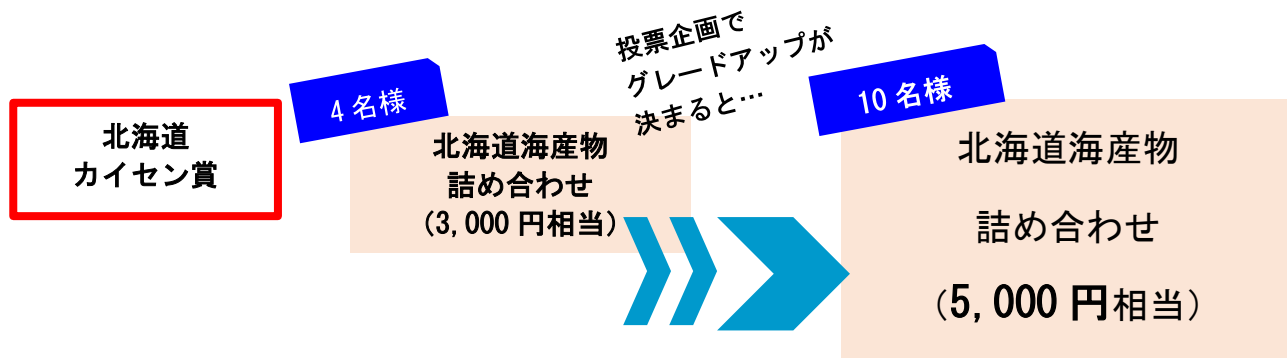 北海道
カイセン賞
4名様
北海道海産物
詰め合わせ
(3,000円相当)
投票企画で
グレードアップが
決まると…
10名様
北海道海産物
詰め合わせ
(5,000円相当)